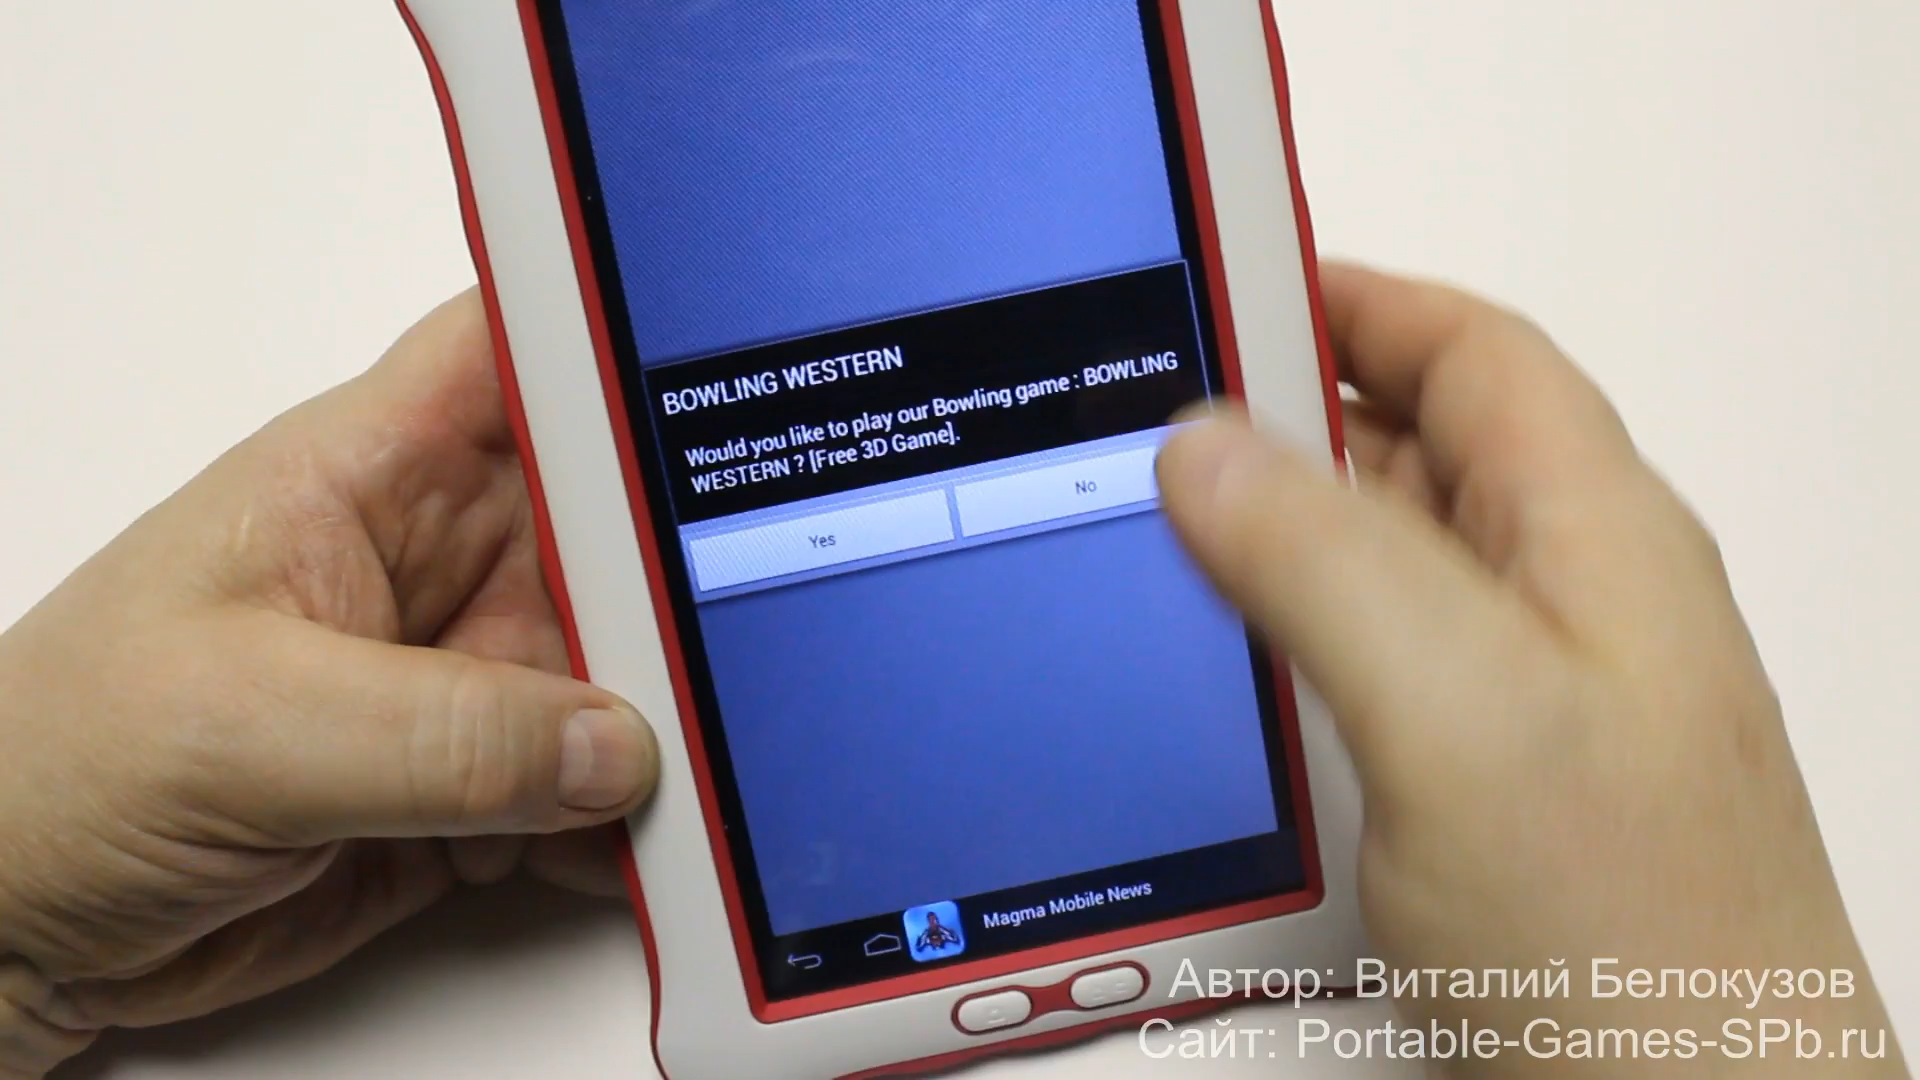 BOWLING WESTERN
Would you like to play our Bowling game : BOWLING
WESTERN ? [Free 3D Game].
Yes
No
Magma Mobile News
Автор: Виталий Белокузов
Сайт: Portable-Games-SPb.ru